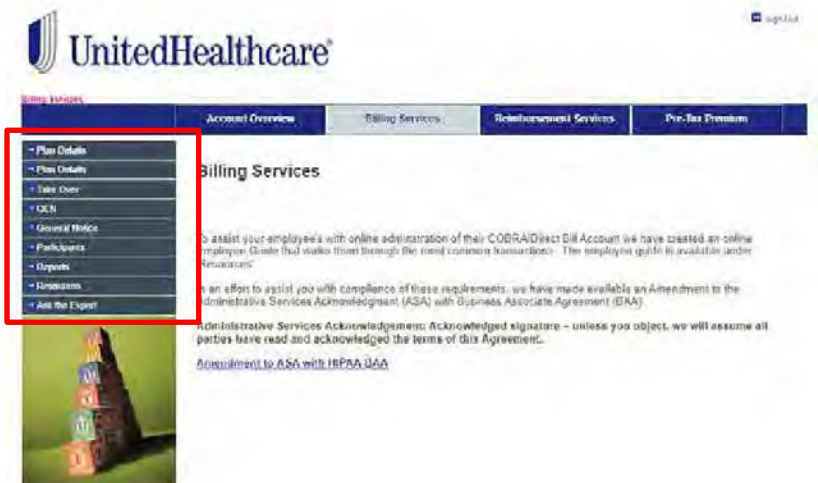 UnitedHealthcare
Billing Services
Account Overview
Billing Services
Reimbursement Services
Pre-Tax Premium
Plan Details
Plan Details
Take Over
QEN
General Notice
Participants
Reports
Resources
Ask the Expert
Billing Services
To assist your employee's with online administration of their COBRA/Direct Bill Account we have created an online
employee Guide that walks them through the most common transactions. The employee guide is available under
'Resources'
In an effort to assist you with compliance of these requirements, we have made available an Amendment to the
Administrative Services Acknowledgment (ASA) with Business Associate Agreement (BAA)
Administrative Services Acknowledgement: Acknowledged signature – unless you object, we will assume all
parties have read and acknowledged the terms of this Agreement.
Amendment to ASA with HIPAA BAA